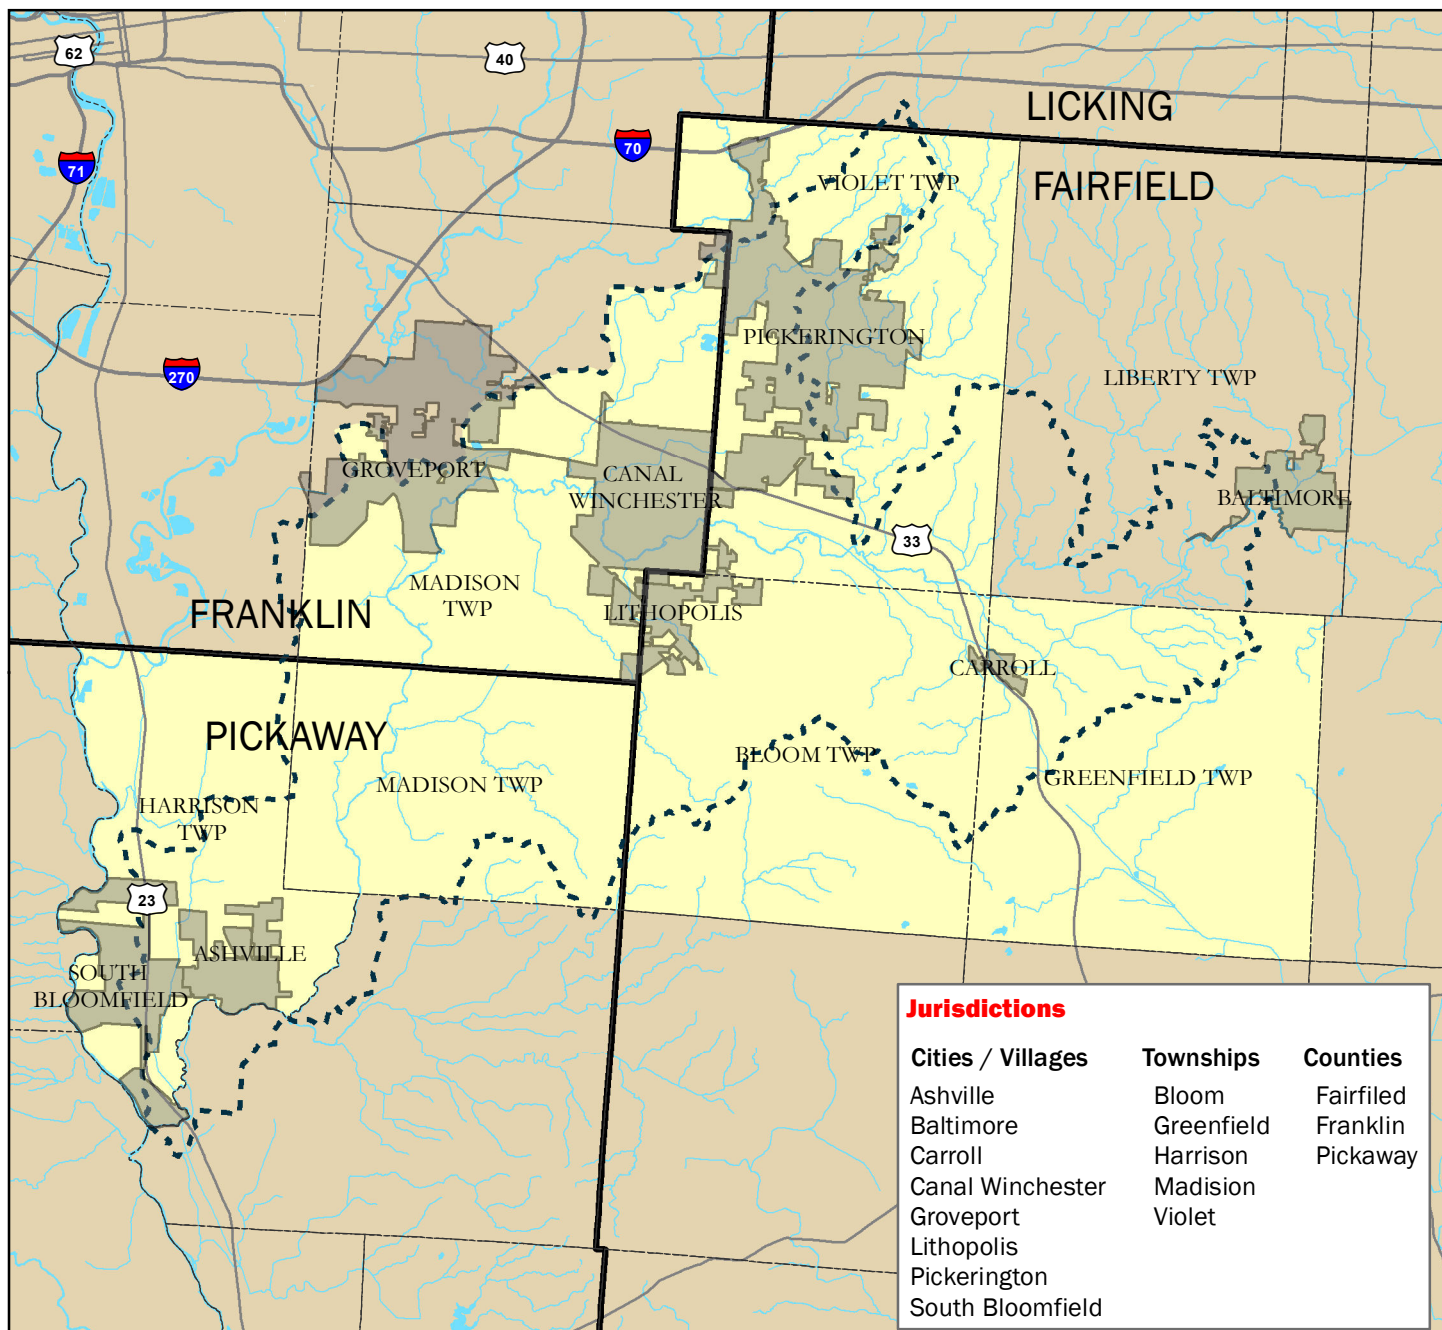 62
40
LICKING
70
71
VIOLET TWP
FAIRFIELD
PICKERINGTON
270
LIBERTY TWP
GROVEPORT
CANAL
WINCHESTER
BALTIMORE
33
MADISON
TWP
FRANKLIN
LITHOPOLIS
CARROLL
PICKAWAY
BLOOM TWP
MADISON TWP
GREENFIELD TWP
HARRISON
TWP
23
ASHVILLE
SOUTH
BLOOMFIELD
Jurisdictions
Cities / Villages Townships Counties
Ashville Bloom Fairfiled
Baltimore Greenfield Franklin
Carroll Harrison Pickaway
Canal Winchester Madision
Groveport Violet
Lithopolis
Pickerington
South Bloomfield